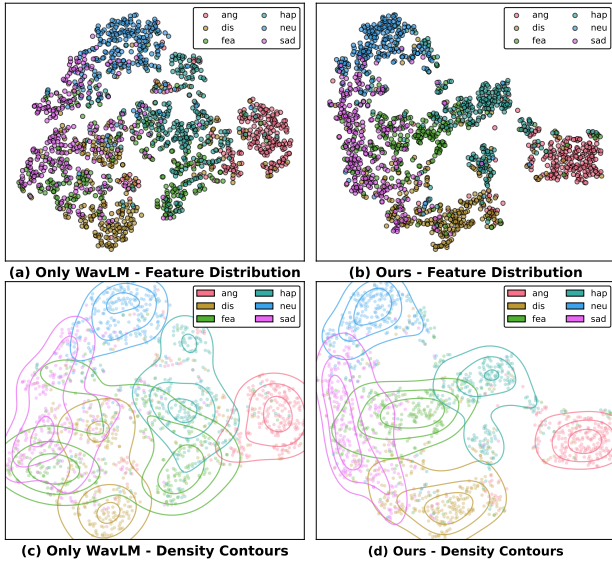 ang hap
dis neu
fea sad
ang hap
dis neu
fea sad
(a) Only WavLM - Feature Distribution
(b) Ours - Feature Distribution
ang hap
dis neu
fea sad
ang hap
dis neu
fea sad
(c) Only WavLM - Density Contours
(d) Ours - Density Contours